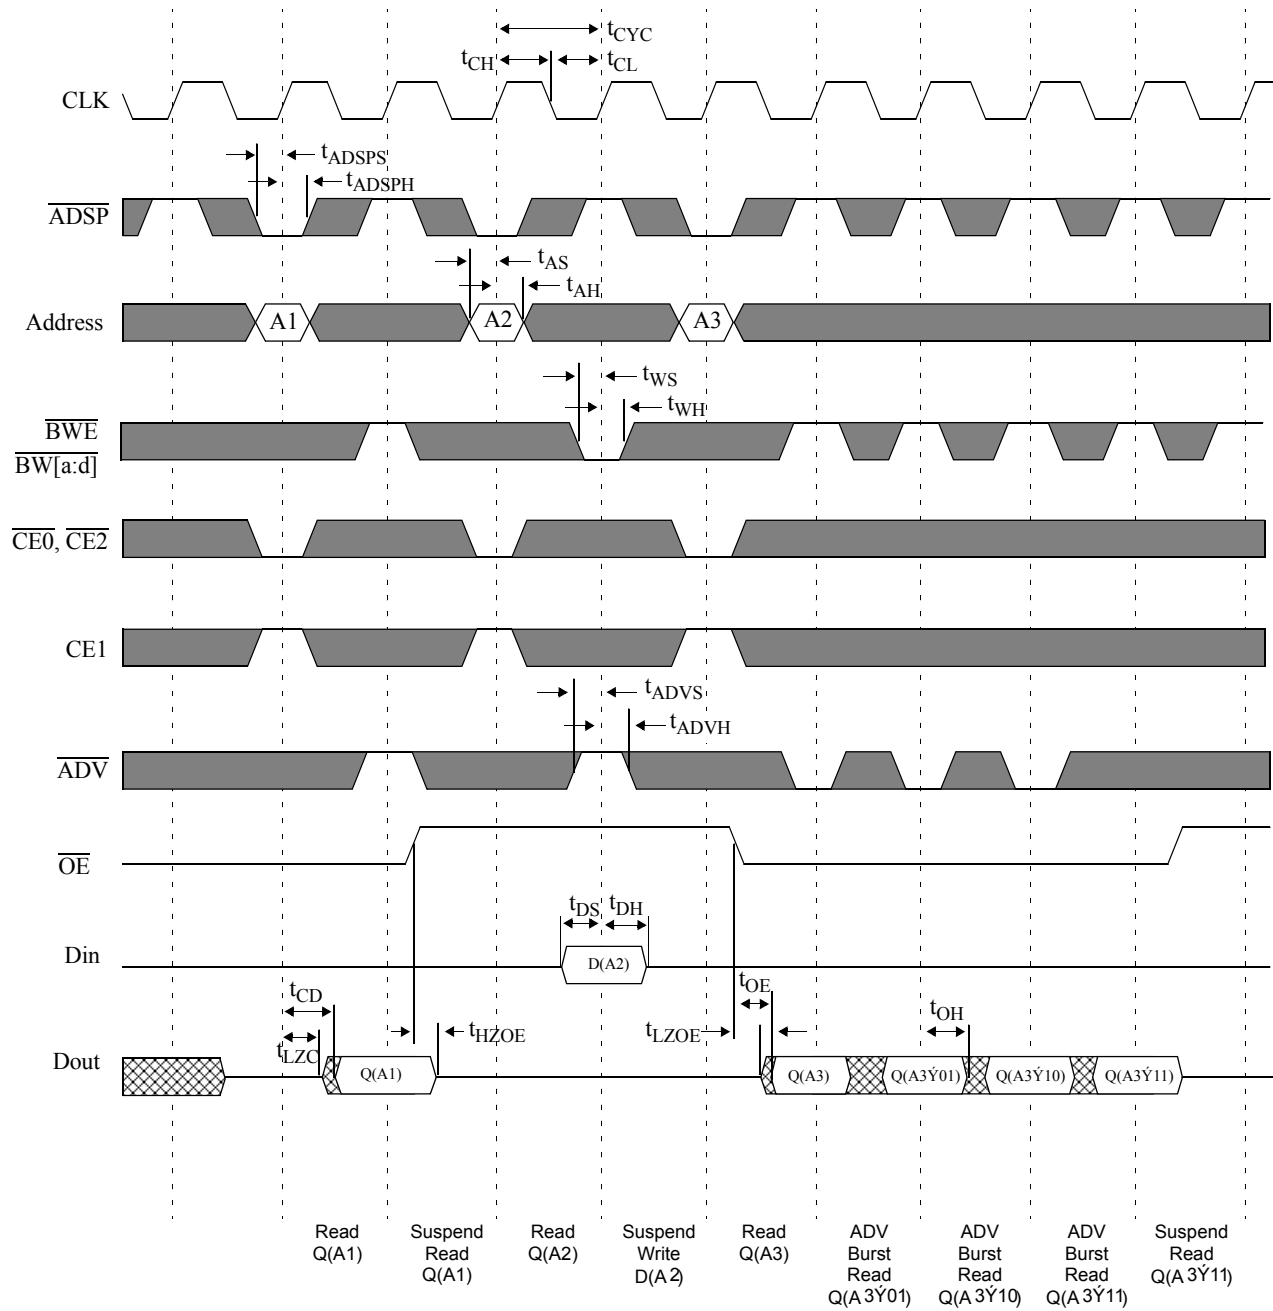 tCYC
tCH
tCL
CLK
tADSPS
tADSPH
ADSP
tAS
tAH
Address
A1
A2
A3
tWS
tWH
BWE
BW[a:d]
CE0, CE2
CE1
tADVS
tADVH
ADV
OE
tDS
tDH
Din
D(A2)
tCD
tOE
tOH
tLZC
tHZOE
tLZOE
Dout
Q(A1)
Q(A3)
Q(A3Ý01)
Q(A3Ý10)
Q(A3Ý11)
Read
Q(A1)
Suspend
Read
Q(A1)
Read
Q(A2)
Suspend
Write
D(A2)
Read
Q(A3)
ADV
Burst
Read
Q(A3Ý01)
ADV
Burst
Read
Q(A3Ý10)
ADV
Burst
Read
Q(A3Ý11)
Suspend
Read
Q(A3Ý11)